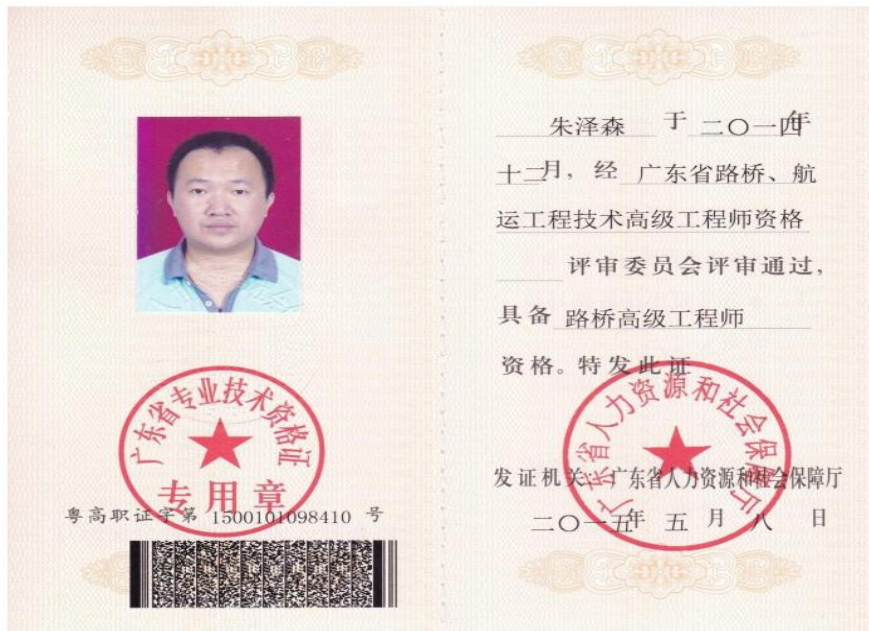 广东省专业技术资格证
专用章
粤高职证字第 1500101098410 号
朱泽森 于 二〇一四年
十二月，经 广东省路桥、航
运工程技术高级工程师资格
评审委员会评审通过，
具备 路桥高级工程师
资格。特发此证
广东省人力资源和社会保障厅
发证机关：广东省人力资源和社会保障厅
二〇一五年 五 月 八 日